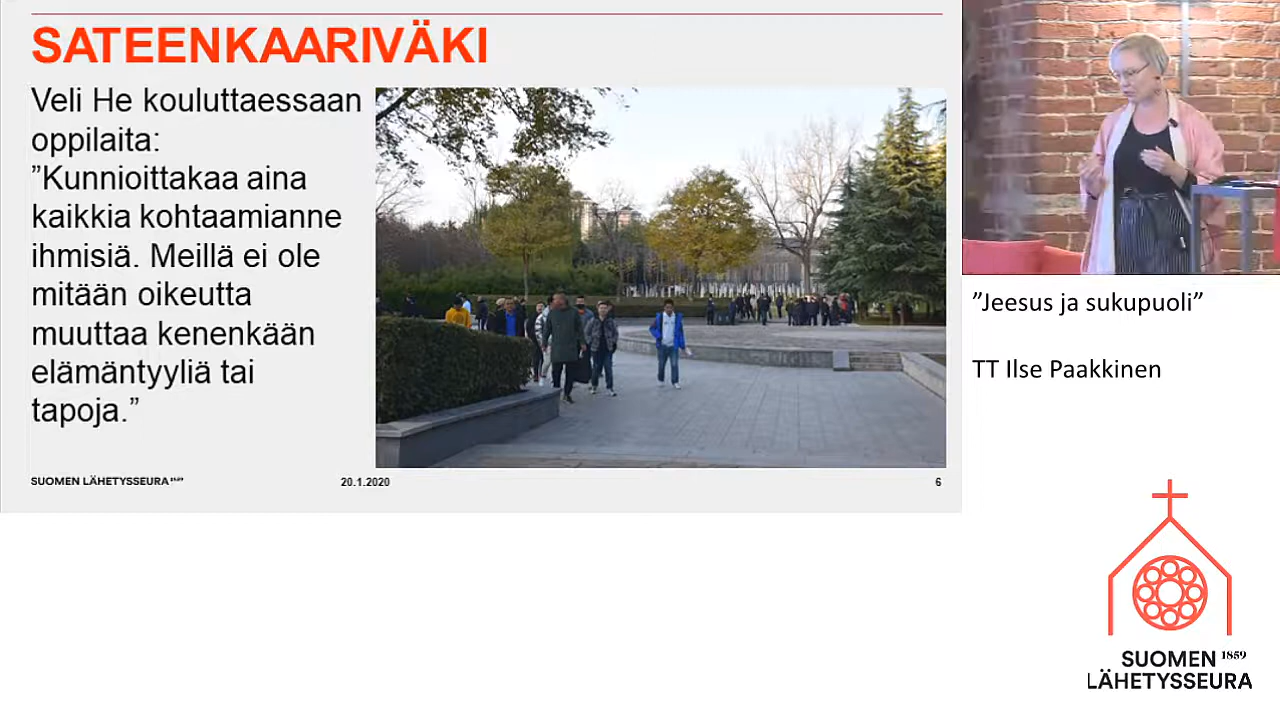 SATEENKAARIVÄKI
Veli He kouluttaessaan
oppilaita:
”Kunnioittakaa aina
kaikkia kohtaamianne
ihmisiä. Meillä ei ole
mitään oikeutta
muuttaa kenenkään
elämäntyyliä tai
tapoja.”
SUOMEN LÄHETYSSEURA 1859
20.1.2020
6
”Jeesus ja sukupuoli”
TT Ilse Paakkinen
SUOMEN 1859
LÄHETYSSEURA